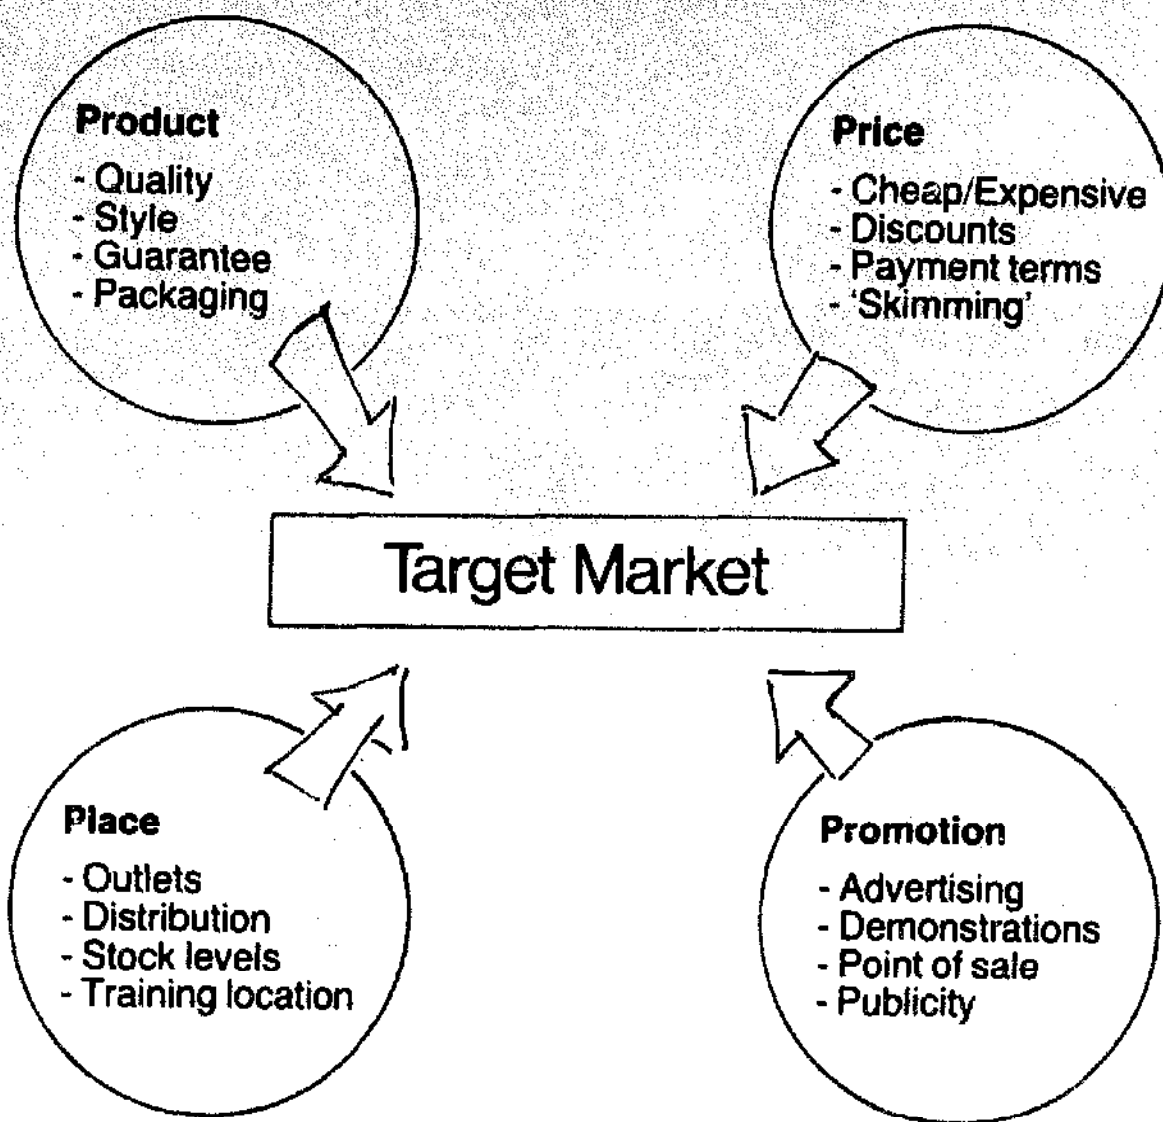 Product
- Quality
- Style
- Guarantee
- Packaging
Price
- Cheap/Expensive
- Discounts
- Payment terms
- 'Skimming'
Target Market
Place
- Outlets
- Distribution
- Stock levels
- Training location
Promotion
- Advertising
- Demonstrations
- Point of sale
- Publicity